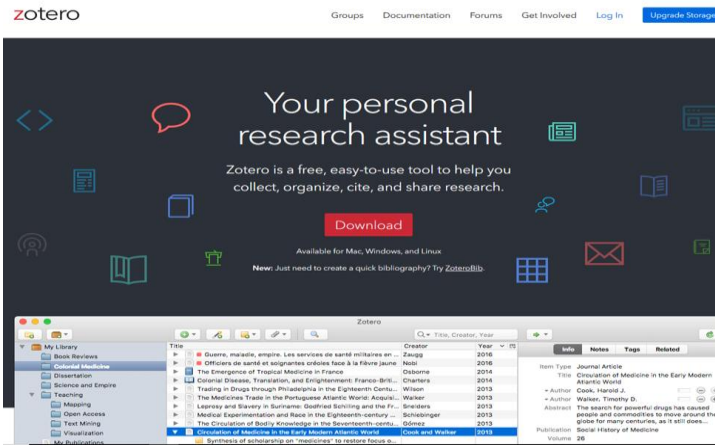 zotero
Groups Documentation Forums Get Involved Log In Upgrade Storage
Your personal
research assistant
Zotero is a free, easy-to-use tool to help you
collect, organize, cite, and share research.
Download
Available for Mac, Windows, and Linux
New: Just need to create a quick bibliography? Try ZoteroBib.
Zotero
Title, Creator, Year
My Library
Book Reviews
Colonial Medicine
Dissertation
Science and Empire
Teaching
Mapping
Open Access
Text Mining
Visualization
My Publications
Title Creator Year
Guerre, maladie, empire. Les services de santé militaires en ... Zaugg 2016
Officiers de santé et soignantes créoles face à la fièvre jaune Nobi 2016
The Emergence of Tropical Medicine in France Osborne 2014
Colonial Disease, Translation, and Enlightenment: Franco-Briti... Charters 2014
Trading in Drugs through Philadelphia in the Eighteenth Centu... Wilson 2013
The Medicines Trade in the Portuguese Atlantic World: Acquisi... Walker 2013
Leprosy and Slavery in Suriname: Godfried Schilling and the Fr... Snelders 2013
Medical Experimentation and Race in the Eighteenth-century ... Schiebinger 2013
The Circulation of Bodily Knowledge in the Seventeenth-centu... Gómez 2013
Circulation of Medicine in the Early Modern Atlantic World Cook and Walker 2013
Synthesis of scholarship on "medicines" to restore focus o...
Info Notes Tags Related
Item Type Journal Article
Title Circulation of Medicine in the Early Modern
Atlantic World
Author Cook, Harold J.
Author Walker, Timothy D.
Abstract The search for powerful drugs has caused
people and commodities to move around the
globe for many centuries, as it still does...
Publication Social History of Medicine
Volume 26